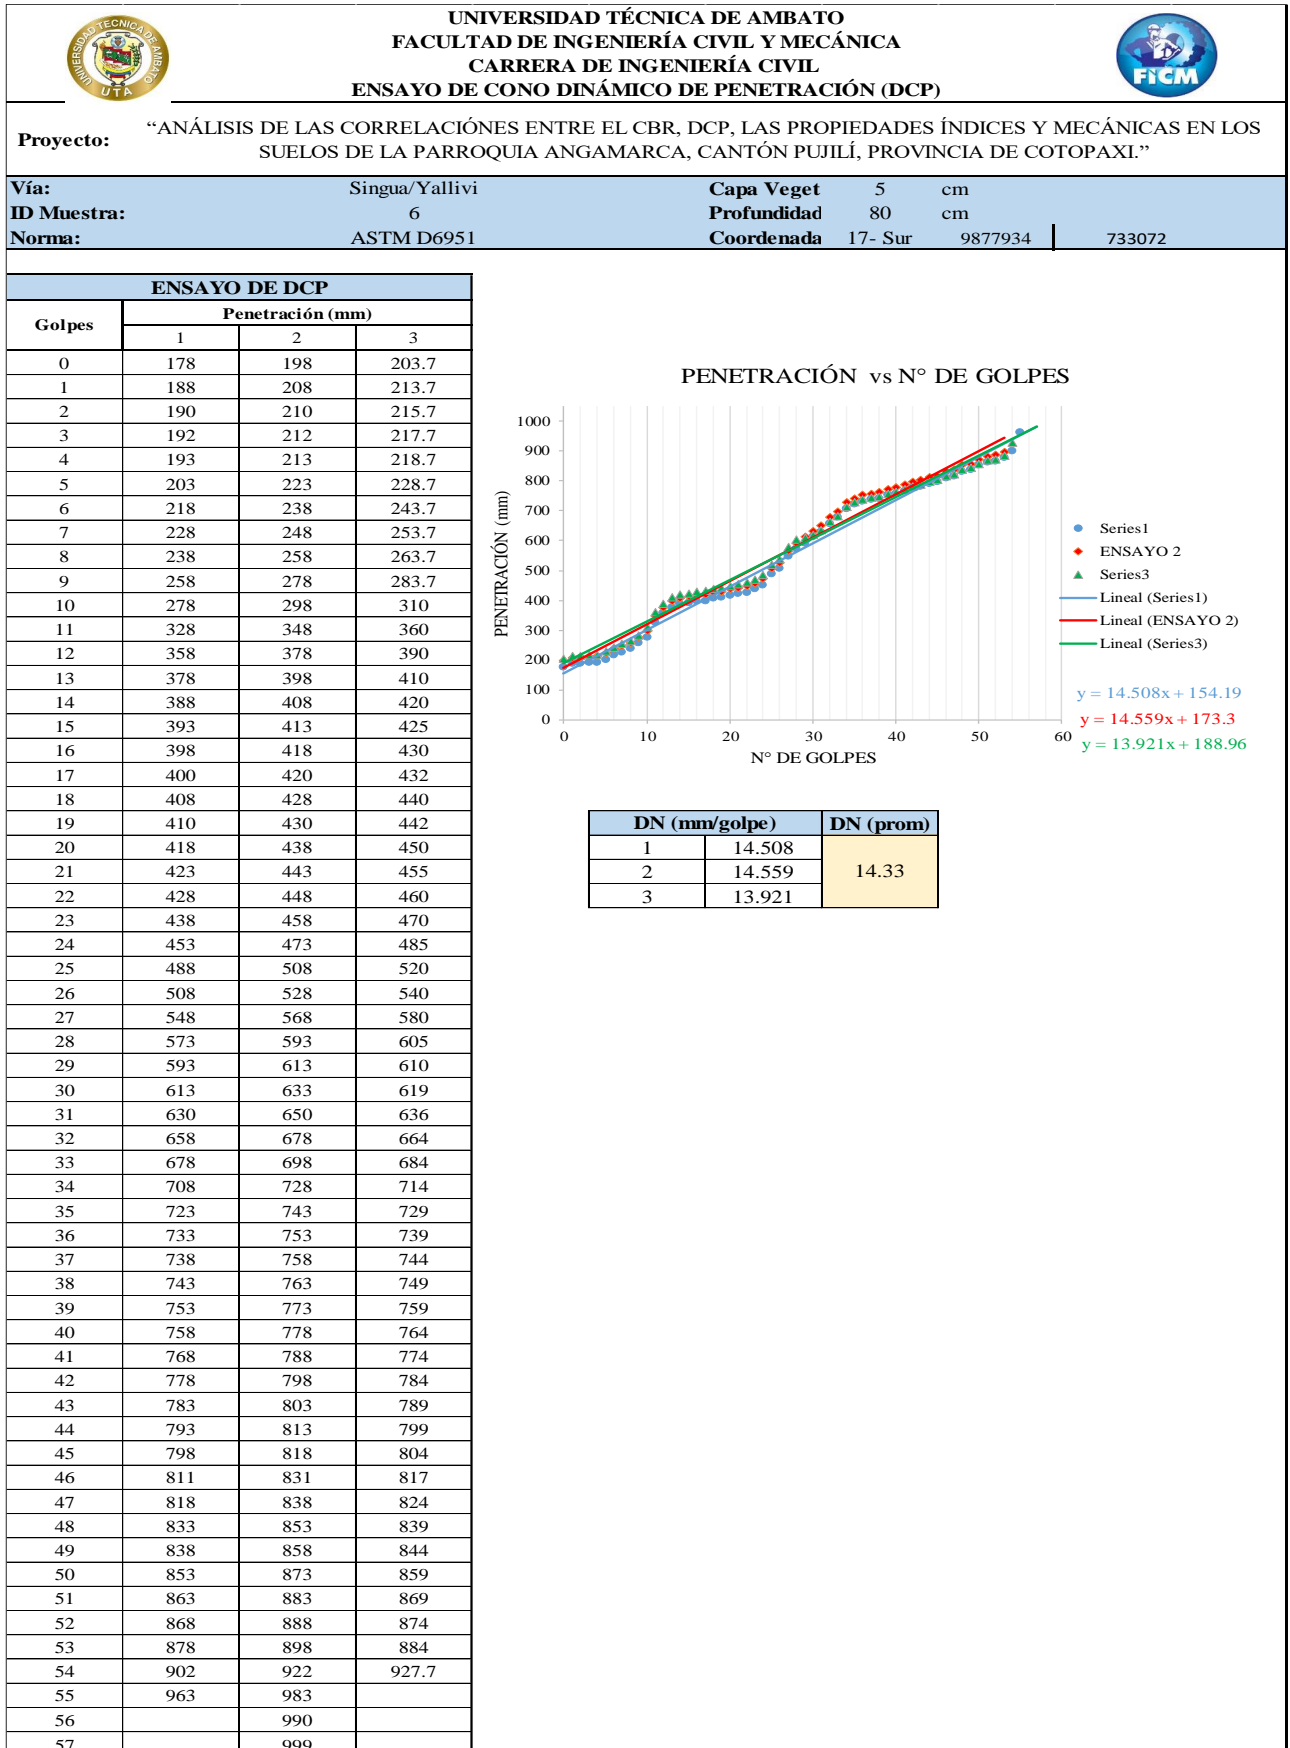 UNIVERSIDAD TÉCNICA DE AMBATO
FACULTAD DE INGENIERÍA CIVIL Y MECÁNICA
CARRERA DE INGENIERÍA CIVIL
ENSAYO DE CONO DINÁMICO DE PENETRACIÓN (DCP)
UNIVERSIDAD TECNICA DE AMBATO
UTA
FICM
Proyecto: “ANÁLISIS DE LAS CORRELACIÓNES ENTRE EL CBR, DCP, LAS PROPIEDADES ÍNDICES Y MECÁNICAS EN LOS
SUELOS DE LA PARROQUIA ANGAMARCA, CANTÓN PUJILÍ, PROVINCIA DE COTOPAXI.”
Vía: Singua/Yallivi Capa Veget 5 cm
ID Muestra: 6 Profundidad 80 cm
Norma: ASTM D6951 Coordenada 17- Sur 9877934 733072
ENSAYO DE DCP
Golpes Penetración (mm)
1 2 3
0 178 198 203.7
1 188 208 213.7
2 190 210 215.7
3 192 212 217.7
4 193 213 218.7
5 203 223 228.7
6 218 238 243.7
7 228 248 253.7
8 238 258 263.7
9 258 278 283.7
10 278 298 310
11 328 348 360
12 358 378 390
13 378 398 410
14 388 408 420
15 393 413 425
16 398 418 430
17 400 420 432
18 408 428 440
19 410 430 442
20 418 438 450
21 423 443 455
22 428 448 460
23 438 458 470
24 453 473 485
25 488 508 520
26 508 528 540
27 548 568 580
28 573 593 605
29 593 613 610
30 613 633 619
31 630 650 636
32 658 678 664
33 678 698 684
34 708 728 714
35 723 743 729
36 733 753 739
37 738 758 744
38 743 763 749
39 753 773 759
40 758 778 764
41 768 788 774
42 778 798 784
43 783 803 789
44 793 813 799
45 798 818 804
46 811 831 817
47 818 838 824
48 833 853 839
49 838 858 844
50 853 873 859
51 863 883 869
52 868 888 874
53 878 898 884
54 902 922 927.7
55 963 983
56 990
57 999
PENETRACIÓN vs N° DE GOLPES
PENETRACIÓN (mm)
1000
900
800
700
600
500
400
300
200
100
0
0 10 20 30 40 50 60
N° DE GOLPES
Series1
ENSAYO 2
Series3
Lineal (Series1)
Lineal (ENSAYO 2)
Lineal (Series3)
y = 14.508x + 154.19
y = 14.559x + 173.3
y = 13.921x + 188.96
DN (mm/golpe) DN (prom)
1 14.508
2 14.559 14.33
3 13.921